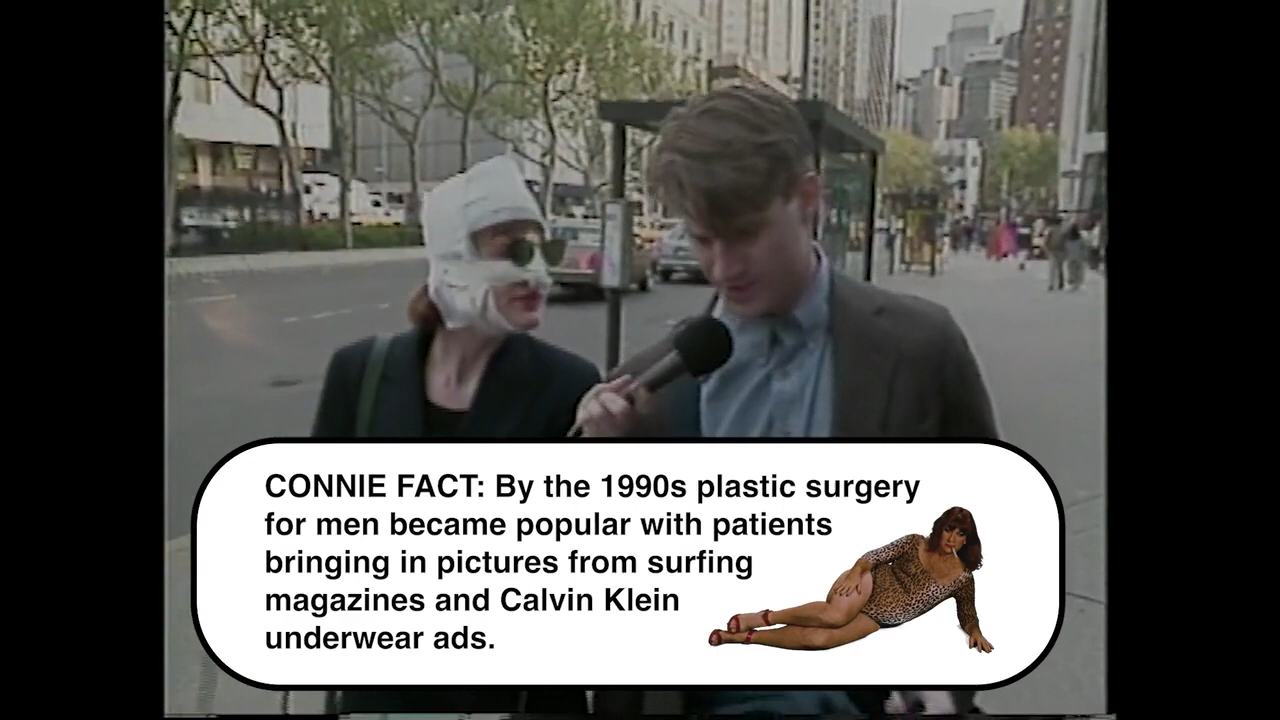 CONNIE FACT: By the 1990s plastic surgery
for men became popular with patients
bringing in pictures from surfing
magazines and Calvin Klein
underwear ads.